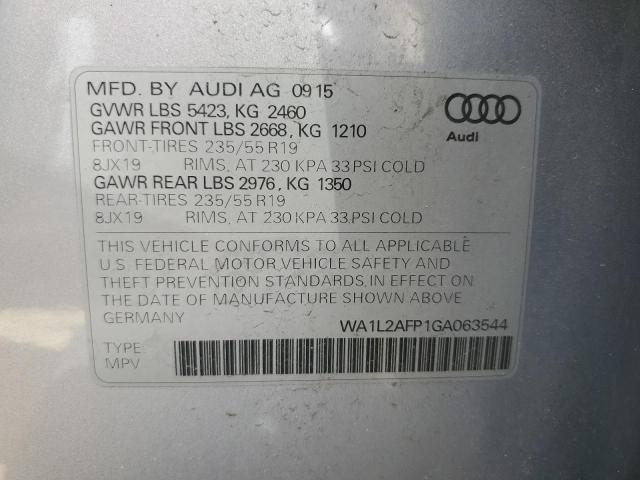 MFD. BY AUDI AG 09 15
GVWR LBS 5423, KG 2460
GAWR FRONT LBS 2668, KG 1210
FRONT-TIRES 235/55 R19
8JX19 RIMS, AT 230 KPA 33 PSI COLD
GAWR REAR LBS 2976, KG 1350
REAR-TIRES 235/55 R19
8JX19 RIMS, AT 230 KPA 33 PSI COLD
Audi
THIS VEHICLE CONFORMS TO ALL APPLICABLE
U.S. FEDERAL MOTOR VEHICLE SAFETY AND
THEFT PREVENTION STANDARDS, IN EFFECT ON
THE DATE OF MANUFACTURE SHOWN ABOVE.
GERMANY WA1L2AFP1GA063544
TYPE:
MPV